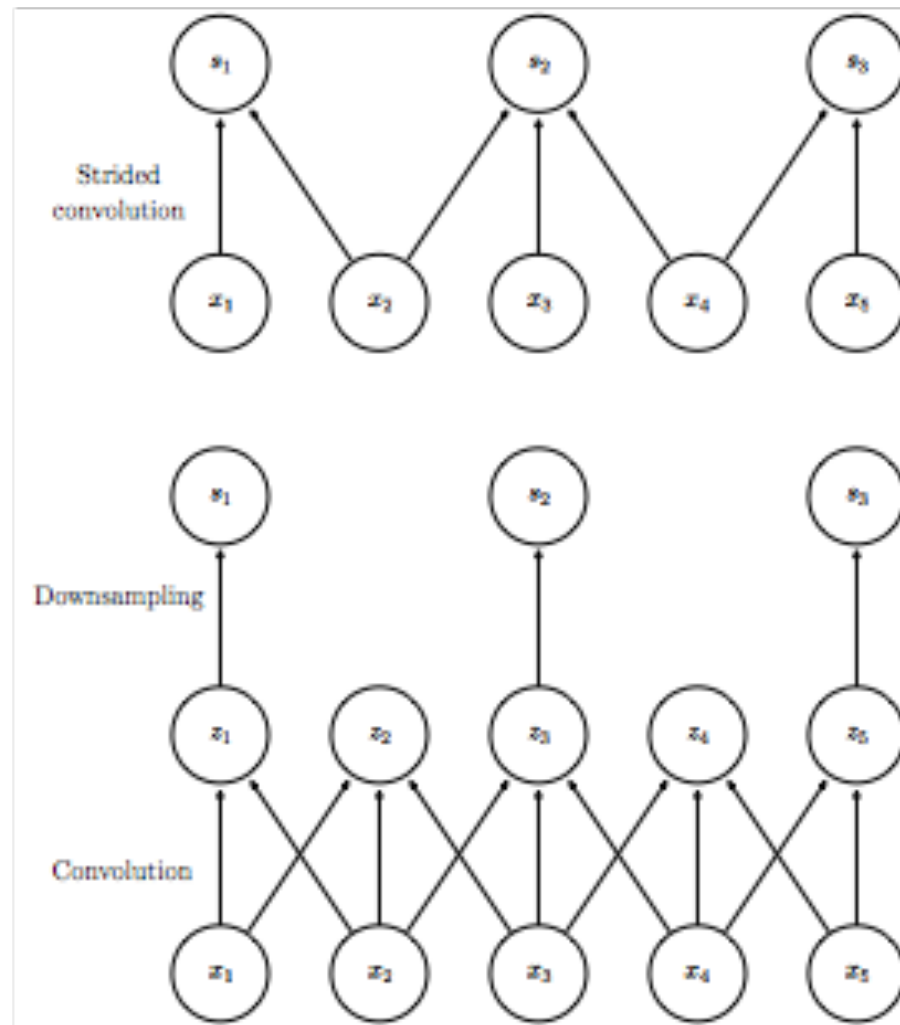 s₁ s₂ s₃
Strided
convolution
x₁ x₂ x₃ x₄ x₅
s₁ s₂ s₃
Downsampling
z₁ z₂ z₃ z₄ z₅
Convolution
x₁ x₂ x₃ x₄ x₅